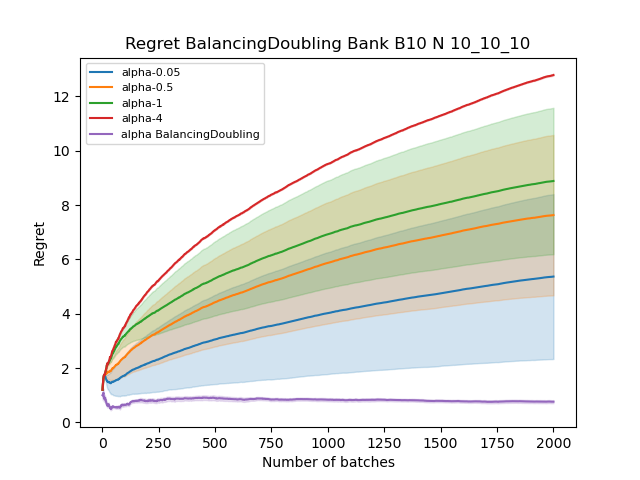 Regret BalancingDoubling Bank B10 N 10_10_10
alpha-0.05
alpha-0.5
alpha-1
alpha-4
alpha BalancingDoubling
Regret
12
10
8
6
4
2
0
0 250 500 750 1000 1250 1500 1750 2000
Number of batches